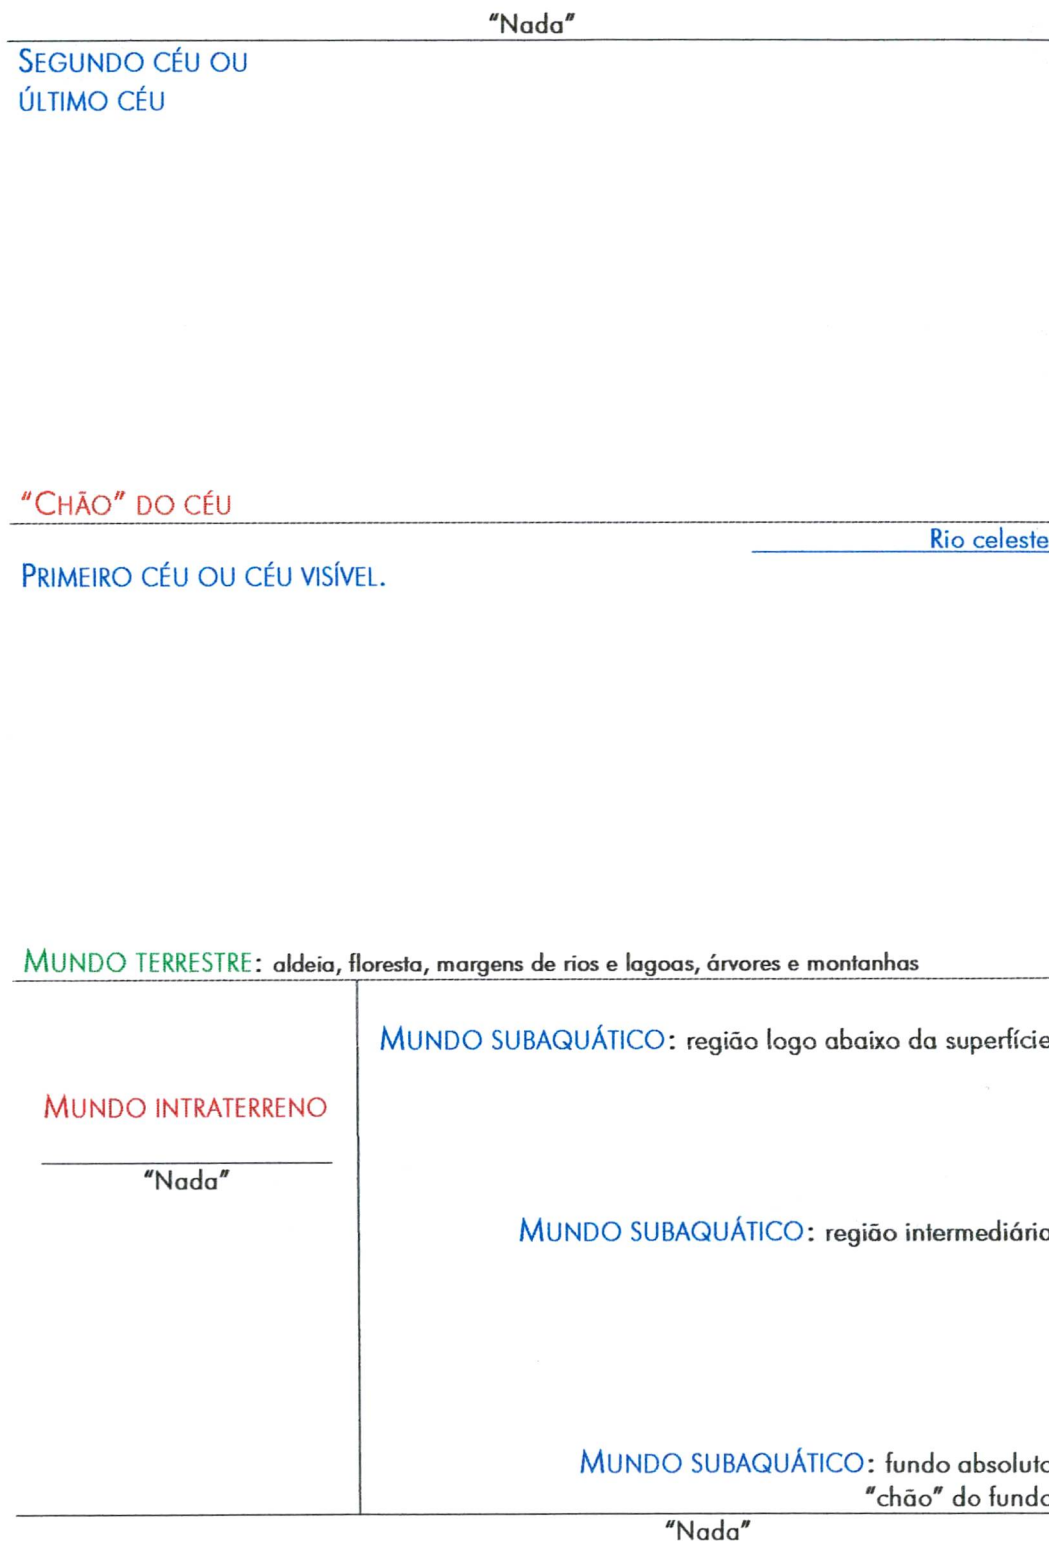 "Nada"
SEGUNDO CÉU OU
ÚLTIMO CÉU
"CHÃO" DO CÉU
Rio celeste
PRIMEIRO CÉU OU CÉU VISÍVEL.
MUNDO TERRESTRE: aldeia, floresta, margens de rios e lagoas, árvores e montanhas
MUNDO SUBAQUÁTICO: região logo abaixo da superfície
MUNDO INTRATERRENO
"Nada"
MUNDO SUBAQUÁTICO: região intermediária
MUNDO SUBAQUÁTICO: fundo absoluto
"chão" do fundo
"Nada"